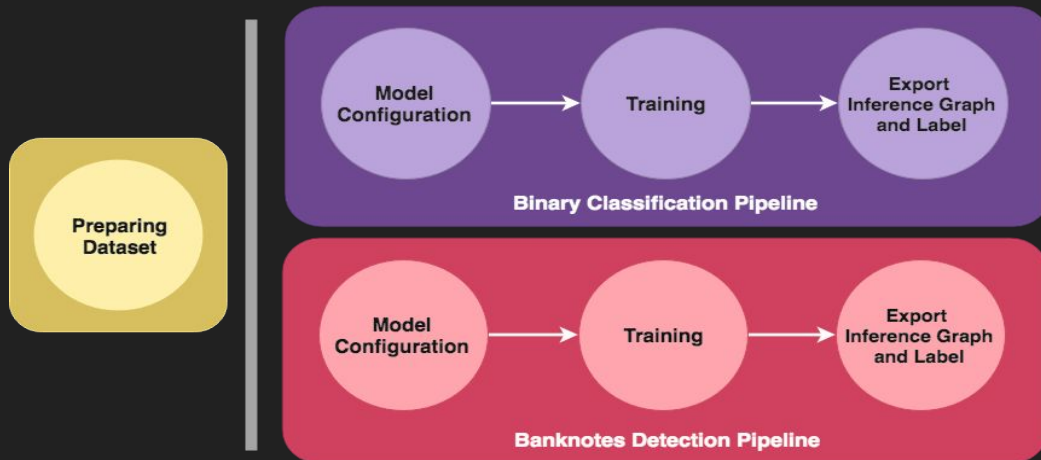 Preparing
Dataset
Model
Configuration
Training
Export
Inference Graph
and Label
Binary Classification Pipeline
Model
Configuration
Training
Export
Inference Graph
and Label
Banknotes Detection Pipeline